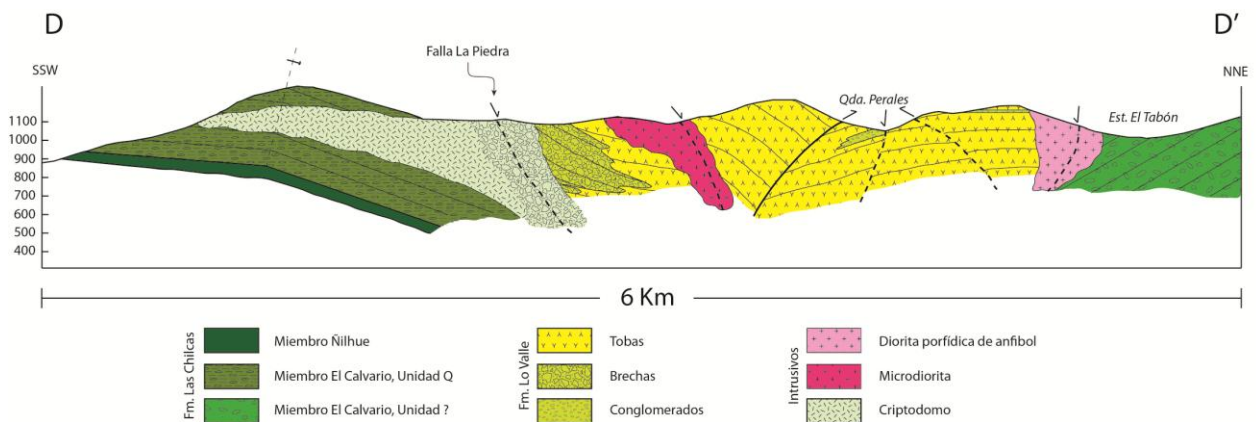 D
D'
SSW
Falla La Piedra
Qda. Perales
Est. El Tabón
NNE
1100
1000
900
800
700
600
500
400
6 Km
Fm. Las Chilcas
Miembro Ñilhue
Miembro El Calvario, Unidad Q
Miembro El Calvario, Unidad ?
Fm. Lo Valle
Tobas
Brechas
Conglomerados
Intrusivos
Diorita porfídica de anfibol
Microdiorita
Criptodomo